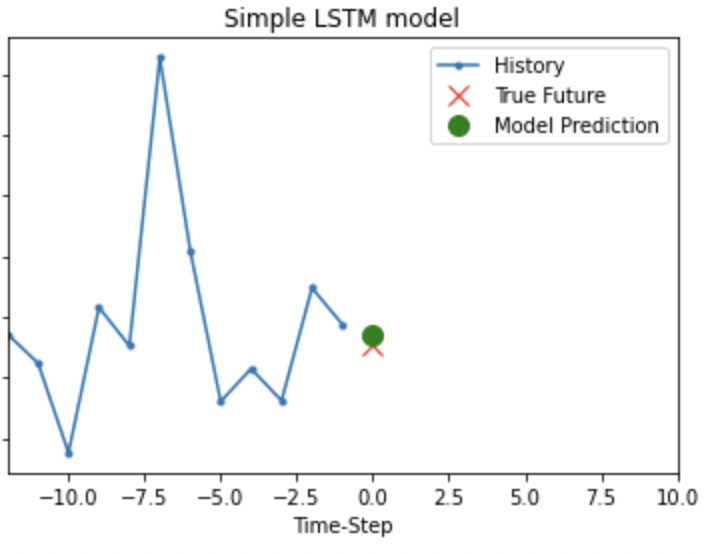 Simple LSTM model
History
True Future
Model Prediction
−10.0 −7.5 −5.0 −2.5 0.0 2.5 5.0 7.5 10.0
Time-Step